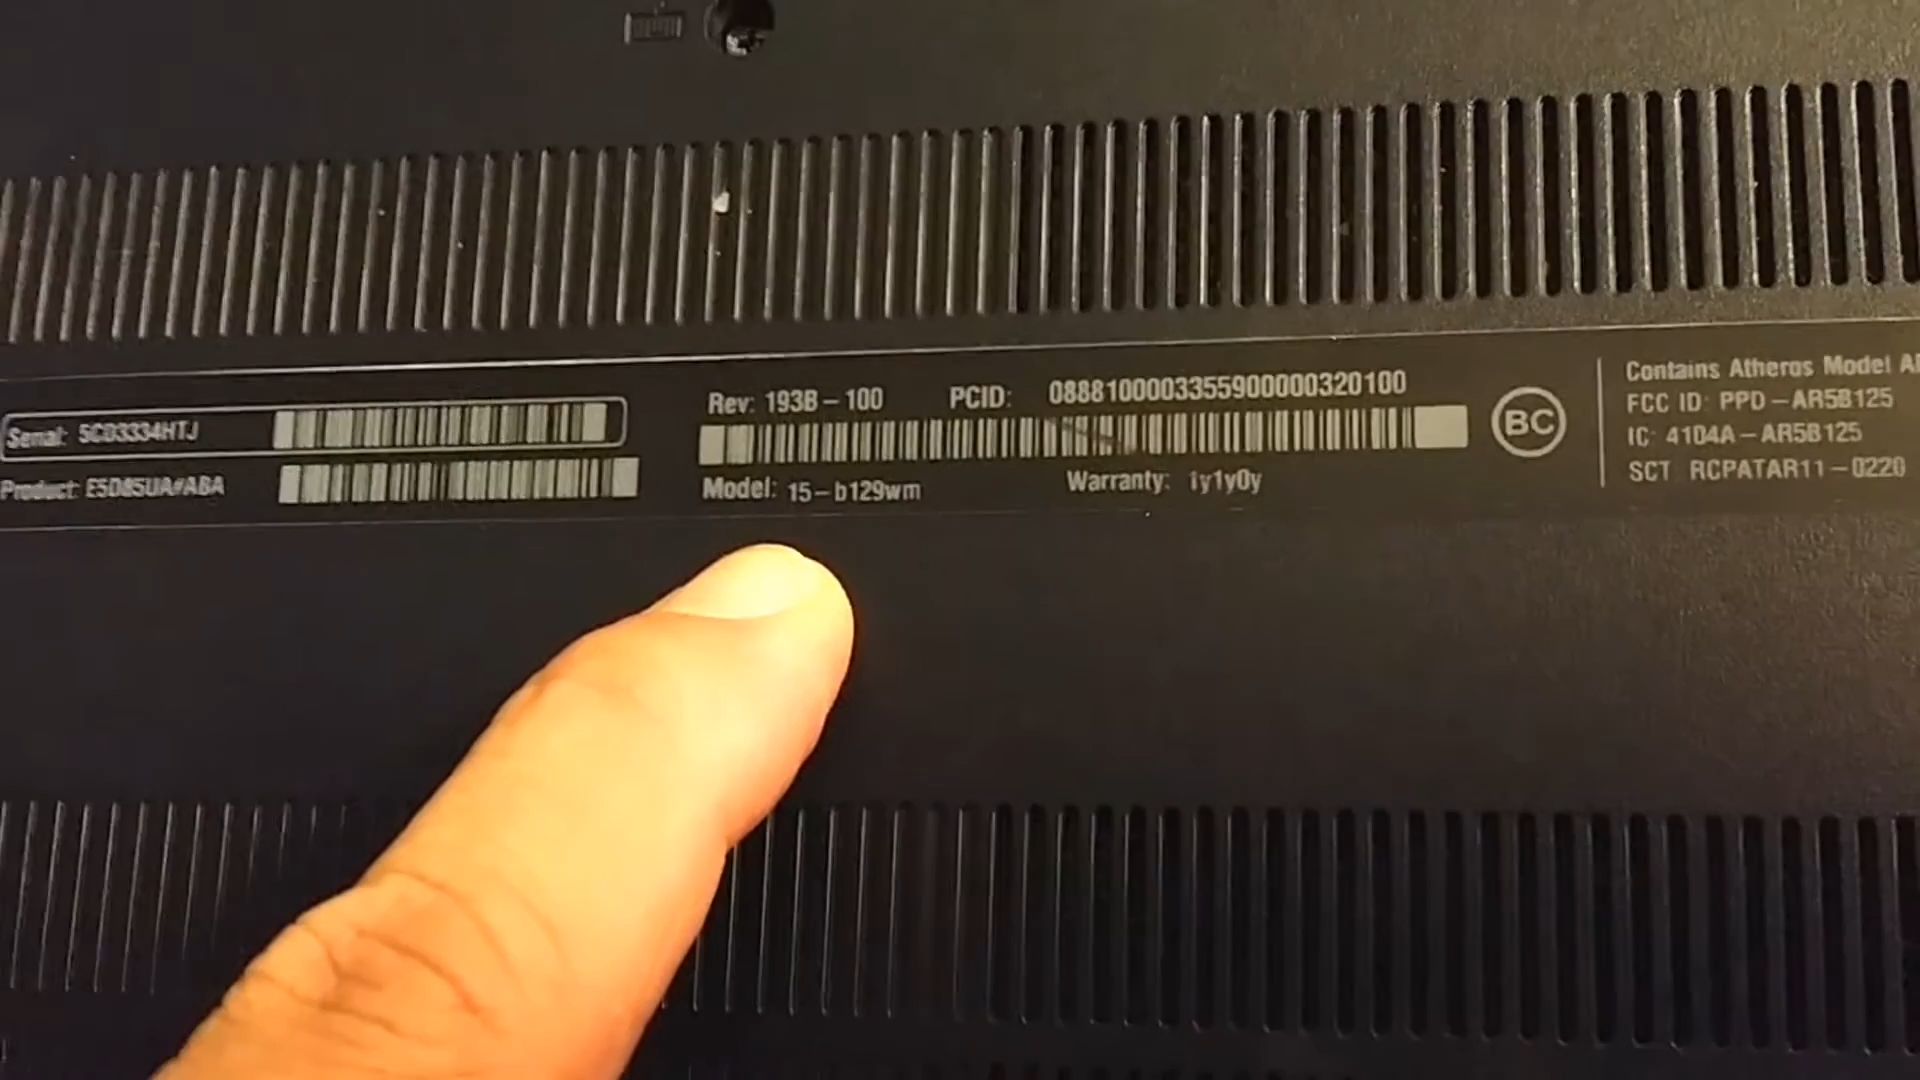 Serial: 5CD3334HTJ
Product: E5D85UA#ABA
Rev: 193B-100 PCID: 08881000033559000000320100
Model: 15-b129wm Warranty: 1y1y0y
BC
Contains Atheros Model
FCC ID: PPD-AR5B125
IC: 4104A-AR5B125
SCT RCPATAR11-0220